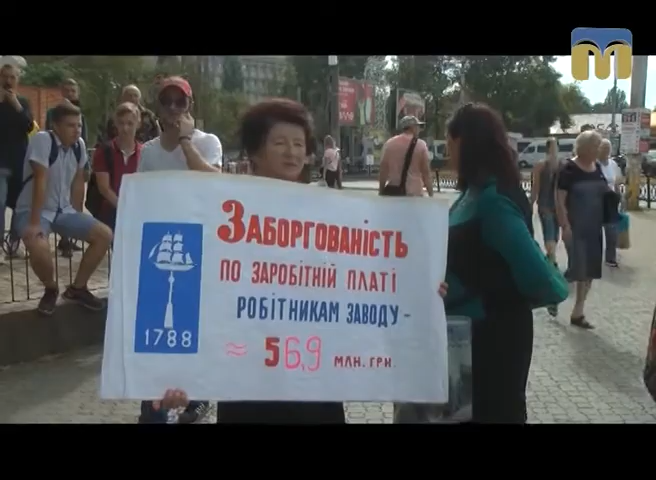 ЗАБОРГОВАНІСТЬ
ПО ЗАРОБІТНІЙ ПЛАТІ
РОБІТНИКАМ ЗАВОДУ -
1788
≈ 56,9 МЛН. ГРН.